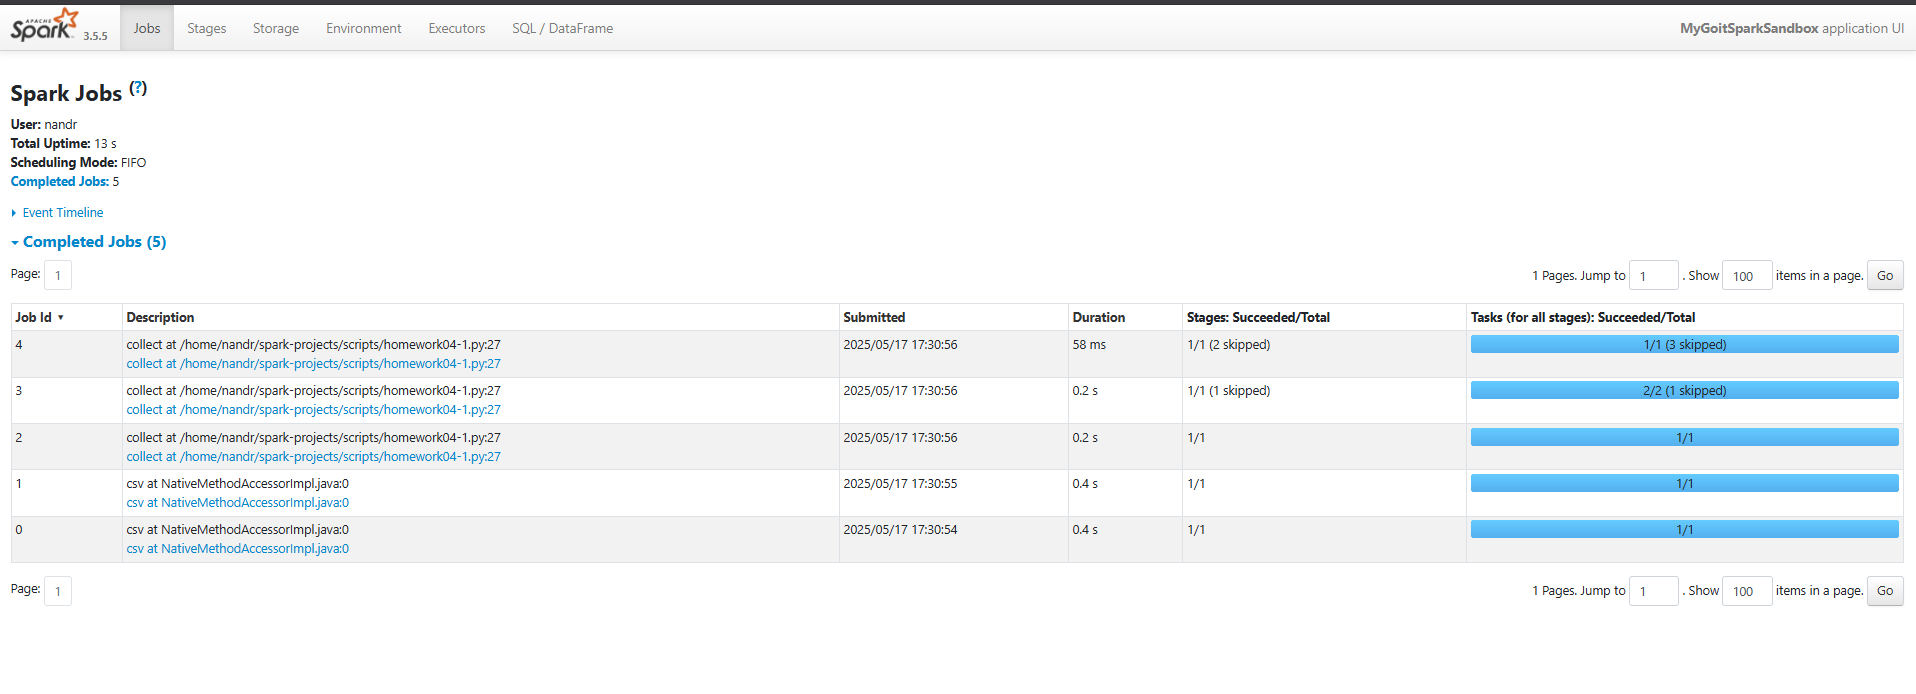 APACHE
Spark 3.5.5 Jobs Stages Storage Environment Executors SQL / DataFrame MyGoitSparkSandbox application UI
Spark Jobs (?)
User: nandr
Total Uptime: 13 s
Scheduling Mode: FIFO
Completed Jobs: 5
Event Timeline
Completed Jobs (5)
Page: 1 1 Pages. Jump to 1 . Show 100 items in a page. Go
Job Id ▾ Description Submitted Duration Stages: Succeeded/Total Tasks (for all stages): Succeeded/Total
4 collect at /home/nandr/spark-projects/scripts/homework04-1.py:27 2025/05/17 17:30:56 58 ms 1/1 (2 skipped) 1/1 (3 skipped)
collect at /home/nandr/spark-projects/scripts/homework04-1.py:27
3 collect at /home/nandr/spark-projects/scripts/homework04-1.py:27 2025/05/17 17:30:56 0.2 s 1/1 (1 skipped) 2/2 (1 skipped)
collect at /home/nandr/spark-projects/scripts/homework04-1.py:27
2 collect at /home/nandr/spark-projects/scripts/homework04-1.py:27 2025/05/17 17:30:56 0.2 s 1/1 1/1
collect at /home/nandr/spark-projects/scripts/homework04-1.py:27
1 csv at NativeMethodAccessorImpl.java:0 2025/05/17 17:30:55 0.4 s 1/1 1/1
csv at NativeMethodAccessorImpl.java:0
0 csv at NativeMethodAccessorImpl.java:0 2025/05/17 17:30:54 0.4 s 1/1 1/1
csv at NativeMethodAccessorImpl.java:0
Page: 1 1 Pages. Jump to 1 . Show 100 items in a page. Go